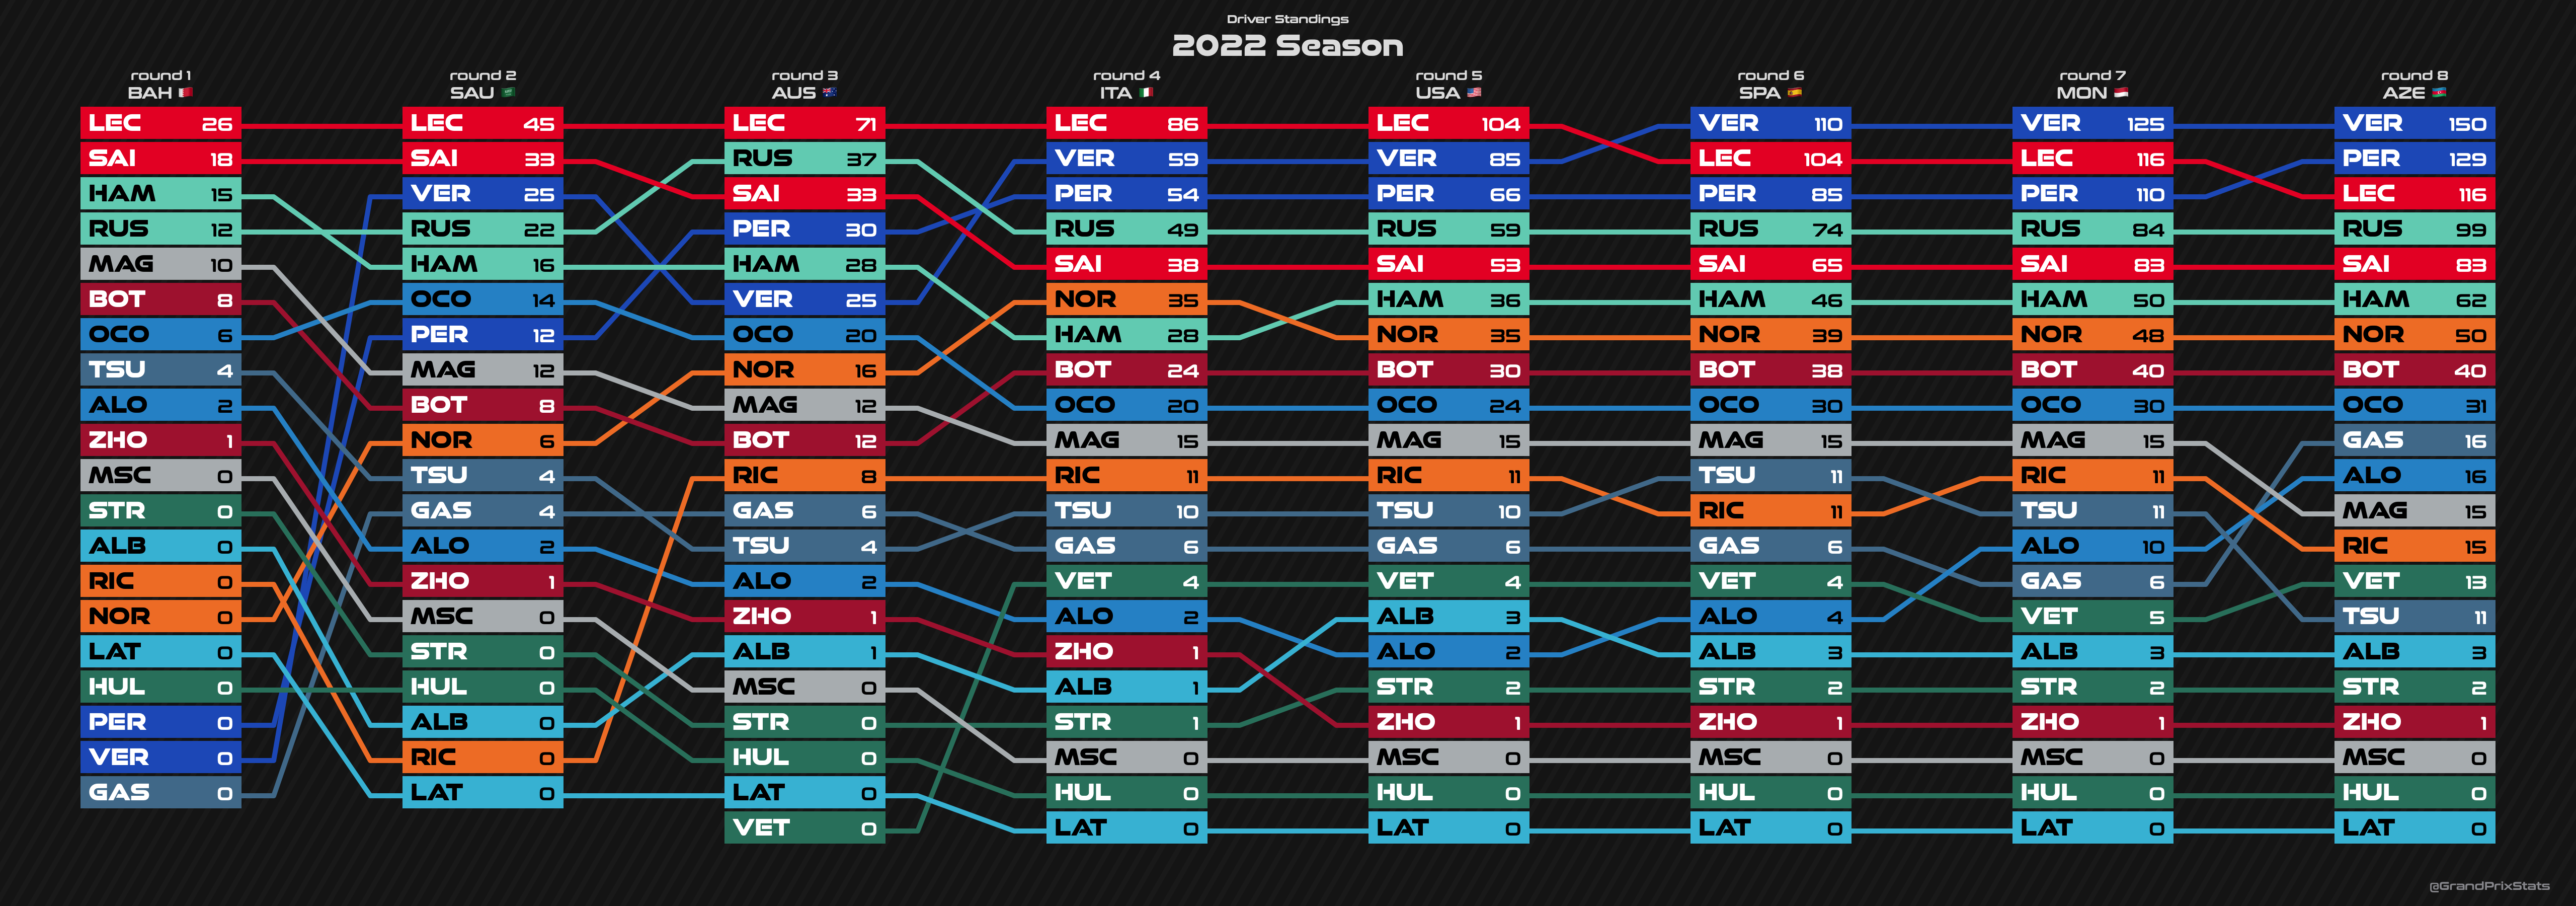 Driver Standings
2022 Season
round 1
BAH
LEC 26
SAI 18
HAM 15
RUS 12
MAG 10
BOT 8
OCO 6
TSU 4
ALO 2
ZHO 1
MSC 0
STR 0
ALB 0
RIC 0
NOR 0
LAT 0
HUL 0
PER 0
VER 0
GAS 0
round 2
SAU
LEC 45
SAI 33
VER 25
RUS 22
HAM 16
OCO 14
PER 12
MAG 12
BOT 8
NOR 6
TSU 4
GAS 4
ALO 2
ZHO 1
MSC 0
STR 0
HUL 0
ALB 0
RIC 0
LAT 0
round 3
AUS
LEC 71
RUS 37
SAI 33
PER 30
HAM 28
VER 25
OCO 20
NOR 16
MAG 12
BOT 12
RIC 8
GAS 6
TSU 4
ALO 2
ZHO 1
ALB 1
MSC 0
STR 0
HUL 0
LAT 0
VET 0
round 4
ITA
LEC 86
VER 59
PER 54
RUS 49
SAI 38
NOR 35
HAM 28
BOT 24
OCO 20
MAG 15
RIC 11
TSU 10
GAS 6
VET 4
ALO 2
ZHO 1
ALB 1
STR 1
MSC 0
HUL 0
LAT 0
round 5
USA
LEC 104
VER 85
PER 66
RUS 59
SAI 53
HAM 36
NOR 35
BOT 30
OCO 24
MAG 15
RIC 11
TSU 10
GAS 6
VET 4
ALB 3
ALO 2
STR 2
ZHO 1
MSC 0
HUL 0
LAT 0
round 6
SPA
VER 110
LEC 104
PER 85
RUS 74
SAI 65
HAM 46
NOR 39
BOT 38
OCO 30
MAG 15
TSU 11
RIC 11
GAS 6
VET 4
ALO 4
ALB 3
STR 2
ZHO 1
MSC 0
HUL 0
LAT 0
round 7
MON
VER 125
LEC 116
PER 110
RUS 84
SAI 83
HAM 50
NOR 48
BOT 40
OCO 30
MAG 15
RIC 11
TSU 11
ALO 10
GAS 6
VET 5
ALB 3
STR 2
ZHO 1
MSC 0
HUL 0
LAT 0
round 8
AZE
VER 150
PER 129
LEC 116
RUS 99
SAI 83
HAM 62
NOR 50
BOT 40
OCO 31
GAS 16
ALO 16
MAG 15
RIC 15
VET 13
TSU 11
ALB 3
STR 2
ZHO 1
MSC 0
HUL 0
LAT 0
@GrandPrixStats